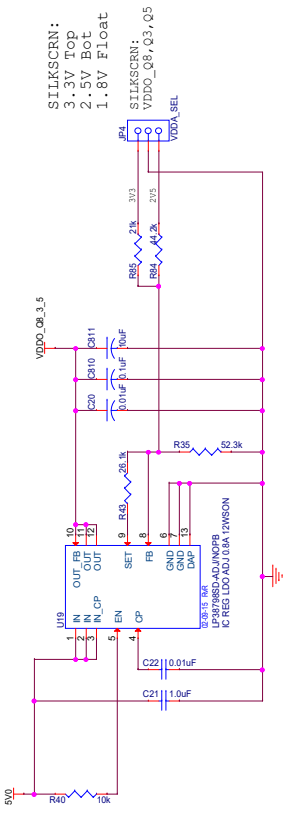 SILKSCRN:
3.3V Top
2.5V Bot
1.8V Float
SILKSCRN:
VDDO_Q8,Q3,Q5
JP4
VDDA_SEL
3V3
2V5
R85
21k
R84
44.2k
VDDO_Q8_3_5
C811
10uF
C810
0.1uF
C20
0.01uF
R43
26.1k
R35
52.3k
U19
1
IN
2
IN
3
IN_CP
5
EN
4
CP
OUT_FB
10
OUT
11
OUT
12
SET
9
FB
8
GND
6
GND
7
DAP
13
02-09-15 RWR
LP38798SD-ADJ/NOPB
IC REG LDO ADJ 0.8A 12WSON
C22
0.01uF
C21
1.0uF
5V0
R40
10k